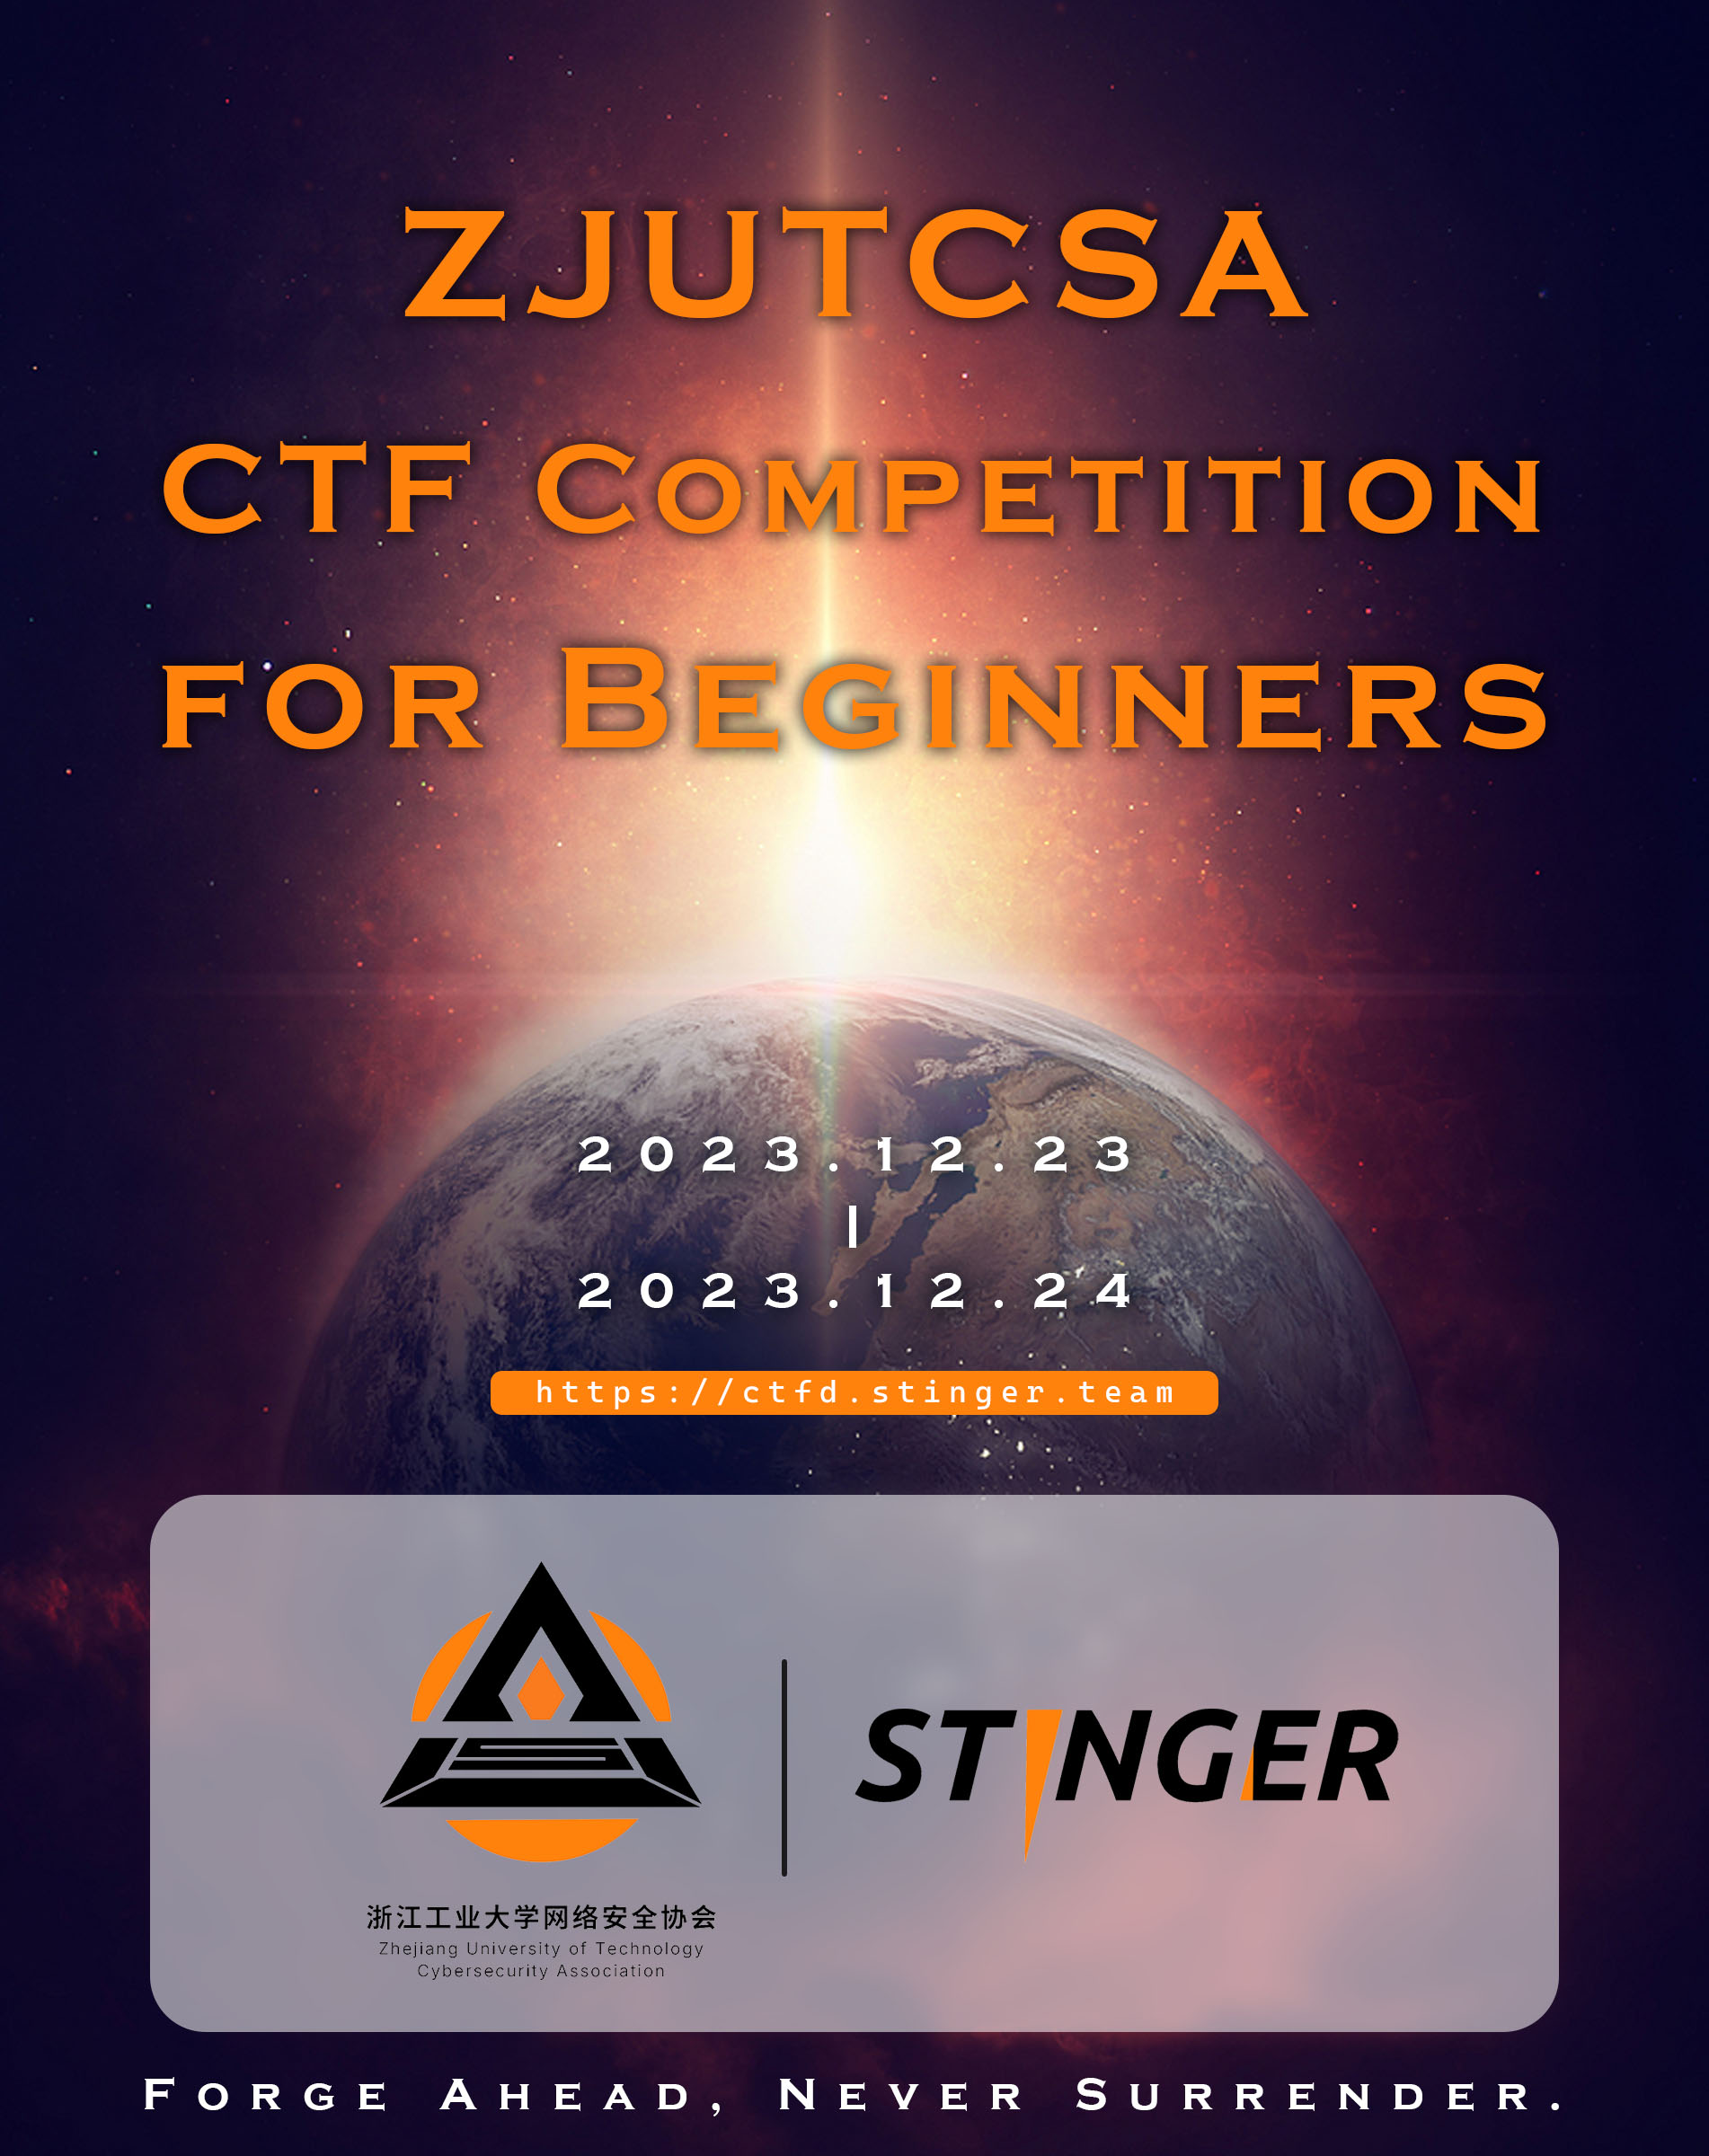 ZJUTCSA
CTF Competition
for Beginners
2023.12.23
|
2023.12.24
https://ctfd.stinger.team
STINGER
浙江工业大学网络安全协会
Zhejiang University of Technology
Cybersecurity Association
Forge Ahead, Never Surrender.